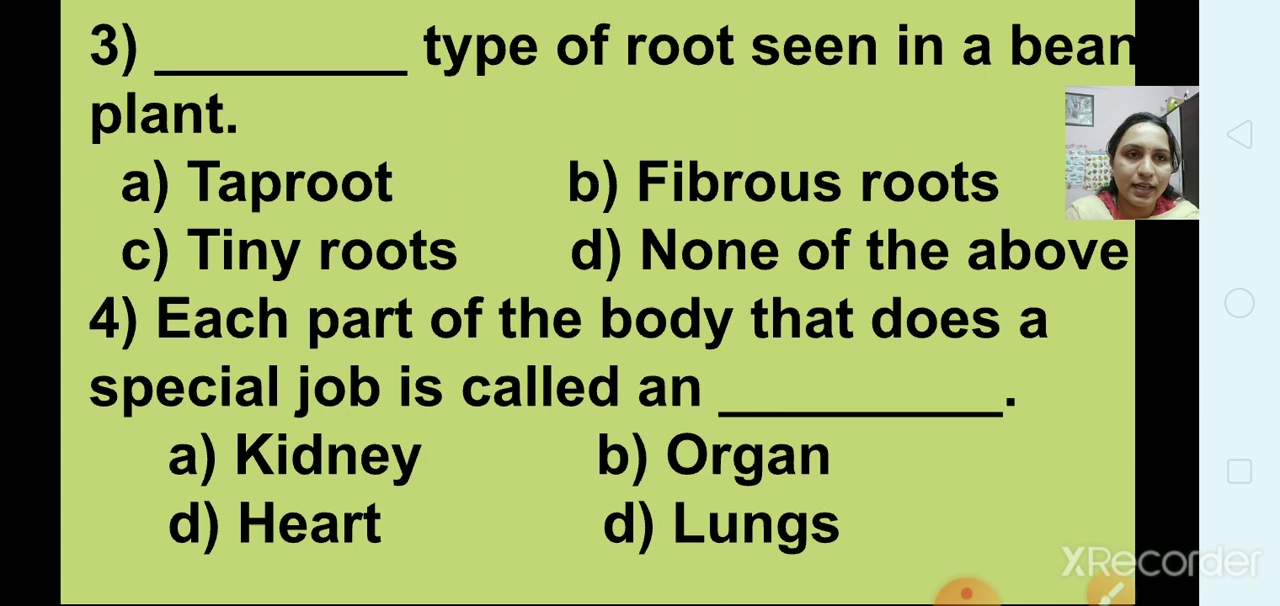 3) _________ type of root seen in a bean
plant.
a) Taproot b) Fibrous roots
c) Tiny roots d) None of the above
4) Each part of the body that does a
special job is called an __________.
a) Kidney b) Organ
d) Heart d) Lungs
XRecorder